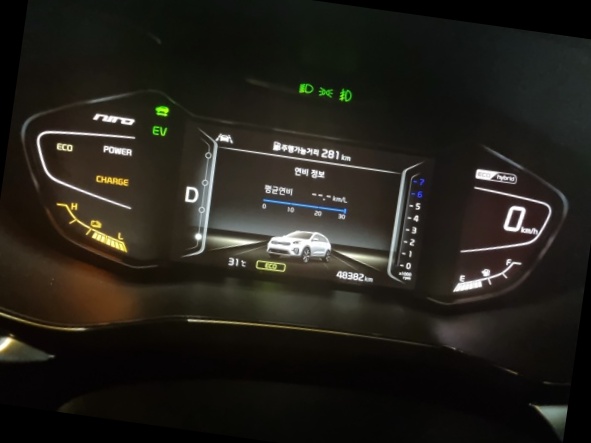 NIRO
EV
ECO
POWER
CHARGE
H
L
D
주행가능거리 281 km
연비 정보
평균연비 --.- km/L
0 10 20 30
31℃
ECO
48382 km
7
6
5
4
3
2
1
0
x1000
rpm
ECO hybrid
0
km/h
E
F